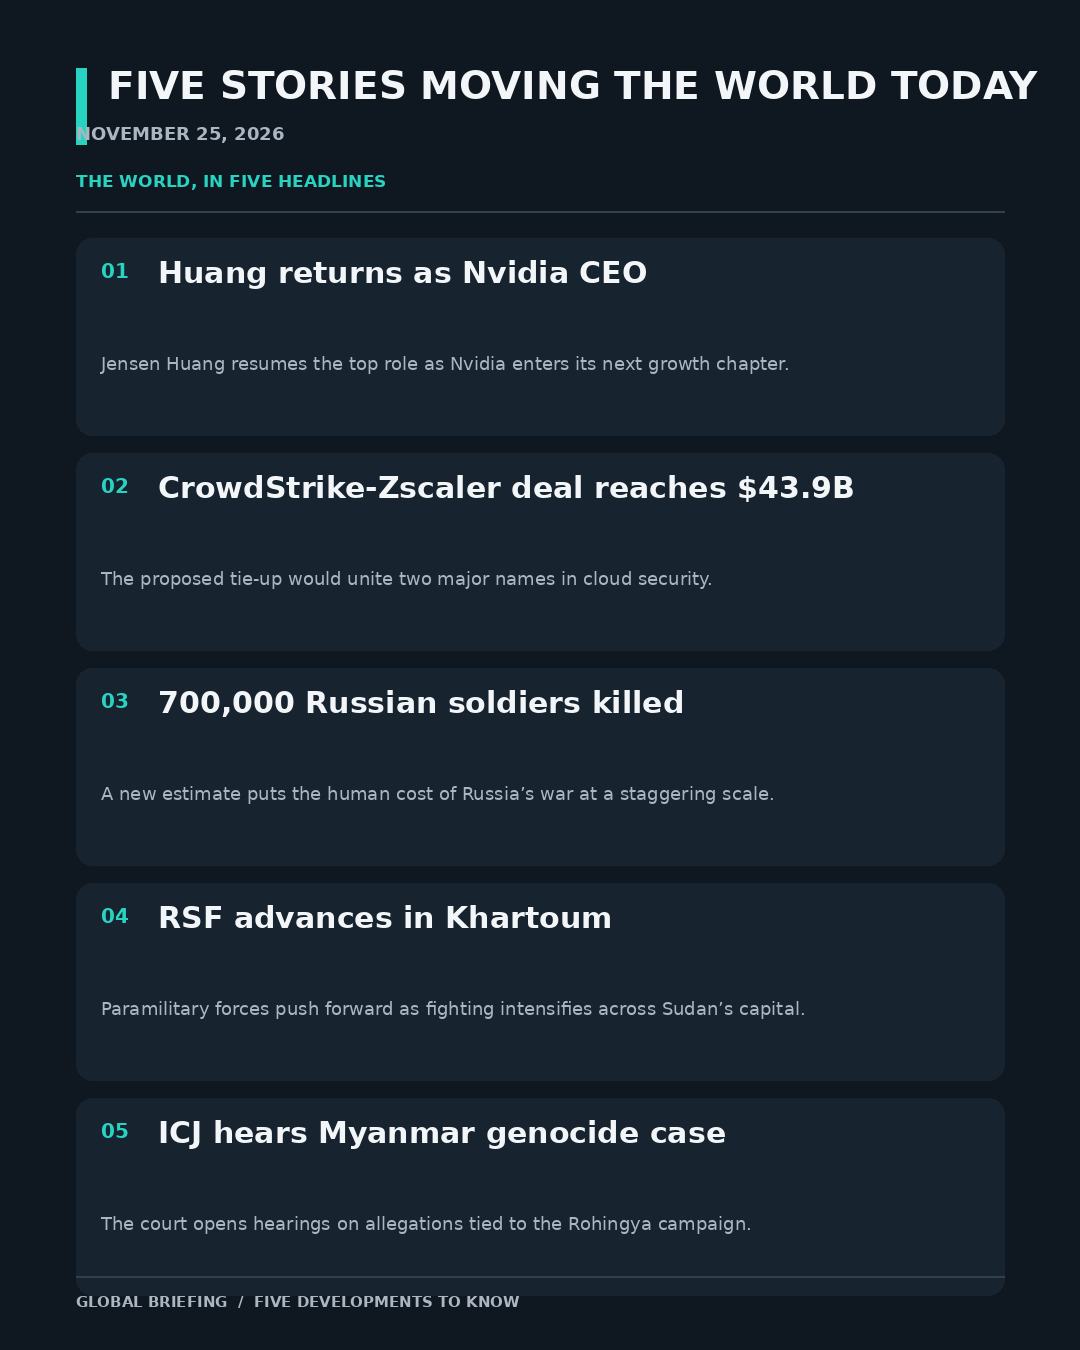 FIVE STORIES MOVING THE WORLD TODAY
NOVEMBER 25, 2026
THE WORLD, IN FIVE HEADLINES
01 Huang returns as Nvidia CEO
Jensen Huang resumes the top role as Nvidia enters its next growth chapter.
02 CrowdStrike-Zscaler deal reaches $43.9B
The proposed tie-up would unite two major names in cloud security.
03 700,000 Russian soldiers killed
A new estimate puts the human cost of Russia’s war at a staggering scale.
04 RSF advances in Khartoum
Paramilitary forces push forward as fighting intensifies across Sudan’s capital.
05 ICJ hears Myanmar genocide case
The court opens hearings on allegations tied to the Rohingya campaign.
GLOBAL BRIEFING / FIVE DEVELOPMENTS TO KNOW